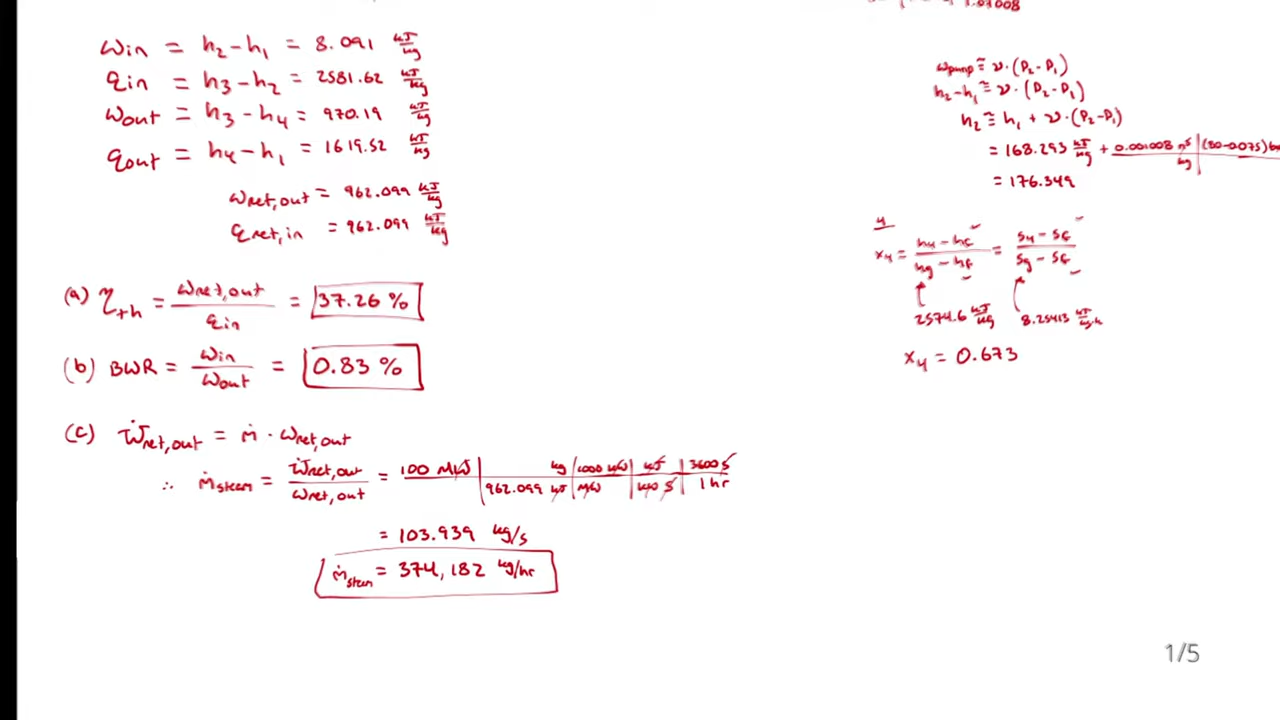 win = h2 – h1 = 8.091 kJ/kg
qin = h3 – h2 = 2581.62 kJ/kg
wout = h3 – h4 = 970.19 kJ/kg
qout = h4 – h1 = 1619.52 kJ/kg
wnet,out = 962.099 kJ/kg
qnet,in = 962.099 kJ/kg
(a) ηth = wnet,out / qin = 37.26 %
(b) BWR = win / wout = 0.83 %
(c) Ẇnet,out = ṁ · wnet,out
∴ ṁsteam = Ẇnet,out / wnet,out = 100 MW | kg | 1000 kW | kJ | 3600 s
962.099 kJ | MW | kW s | 1 hr
= 103.939 kg/s
ṁsteam = 374,182 kg/hr
wpump ≅ v · (P2 – P1)
h2 – h1 ≅ v · (P2 – P1)
h2 ≅ h1 + v · (P2 – P1)
= 168.293 kJ/kg + 0.001008 m³/kg | (80–0.075)
= 176.349
4
x4 = (h4 – hf) / (hg – hf) = (s4 – sf) / (sg – sf)
2574.6 kJ/kg 8.25413 kJ/kg·K
x4 = 0.673
1/5